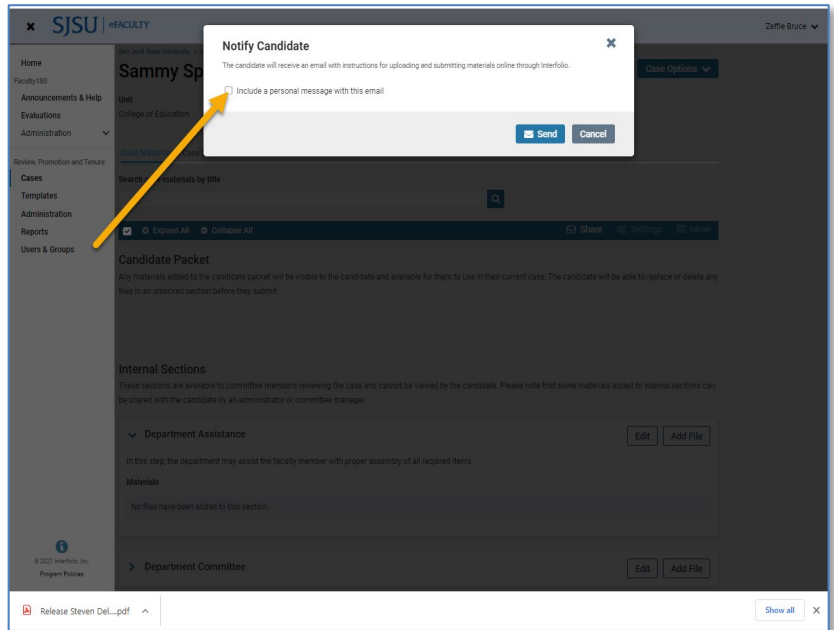 SJSU | eFACULTY
Zeffie Bruce
Home
Faculty180
Announcements & Help
Evaluations
Administration
Review, Promotion and Tenure
Cases
Templates
Administration
Reports
Users & Groups
© 2021 Interfolio, Inc.
Program Policies
Notify Candidate
The candidate will receive an email with instructions for uploading and submitting materials online through Interfolio.
Include a personal message with this email
Send Cancel
San José State University
Sammy Sp
Case Options
Unit
College of Education
Case Materials Case
Search case materials by title
Expand All Collapse All Share Settings Move
Candidate Packet
Any materials added to the candidate packet will be visible to the candidate and available for them to use in their current case. The candidate will be able to replace or delete any
files in an unlocked section before they submit.
Internal Sections
These sections are available to committee members reviewing the case and cannot be viewed by the candidate. Please note that some materials added to internal sections can
be shared with the candidate by an administrator or committee manager.
Department Assistance Edit Add File
In this step, the department may assist the faculty member with proper assembly of all required items.
Materials
No files have been added to this section
Department Committee Edit Add File
Release Steven Del....pdf
Show all